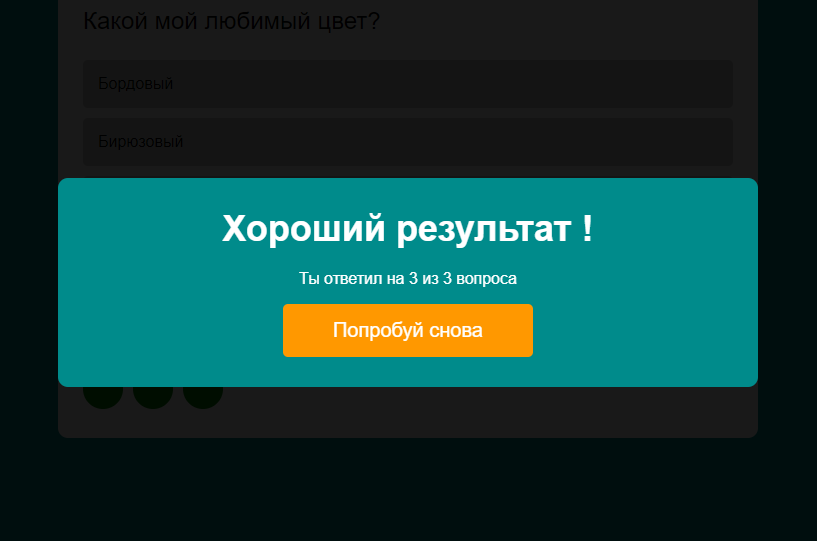 Какой мой любимый цвет?
Бордовый
Бирюзовый
Хороший результат !
Ты ответил на 3 из 3 вопроса
Попробуй снова